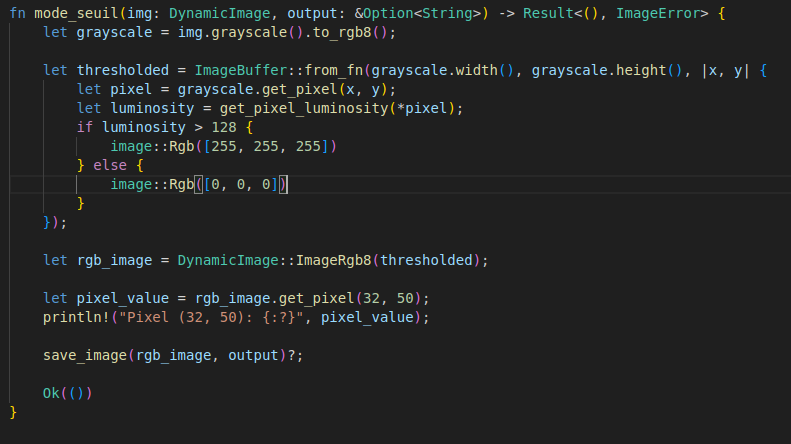 fn mode_seuil(img: DynamicImage, output: &Option<String>) -> Result<(), ImageError> {
    let grayscale = img.grayscale().to_rgb8();

    let thresholded = ImageBuffer::from_fn(grayscale.width(), grayscale.height(), |x, y| {
        let pixel = grayscale.get_pixel(x, y);
        let luminosity = get_pixel_luminosity(*pixel);
        if luminosity > 128 {
            image::Rgb([255, 255, 255])
        } else {
            image::Rgb([0, 0, 0])
        }
    });

    let rgb_image = DynamicImage::ImageRgb8(thresholded);

    let pixel_value = rgb_image.get_pixel(32, 50);
    println!("Pixel (32, 50): {:?}", pixel_value);

    save_image(rgb_image, output)?;

    Ok(())
}